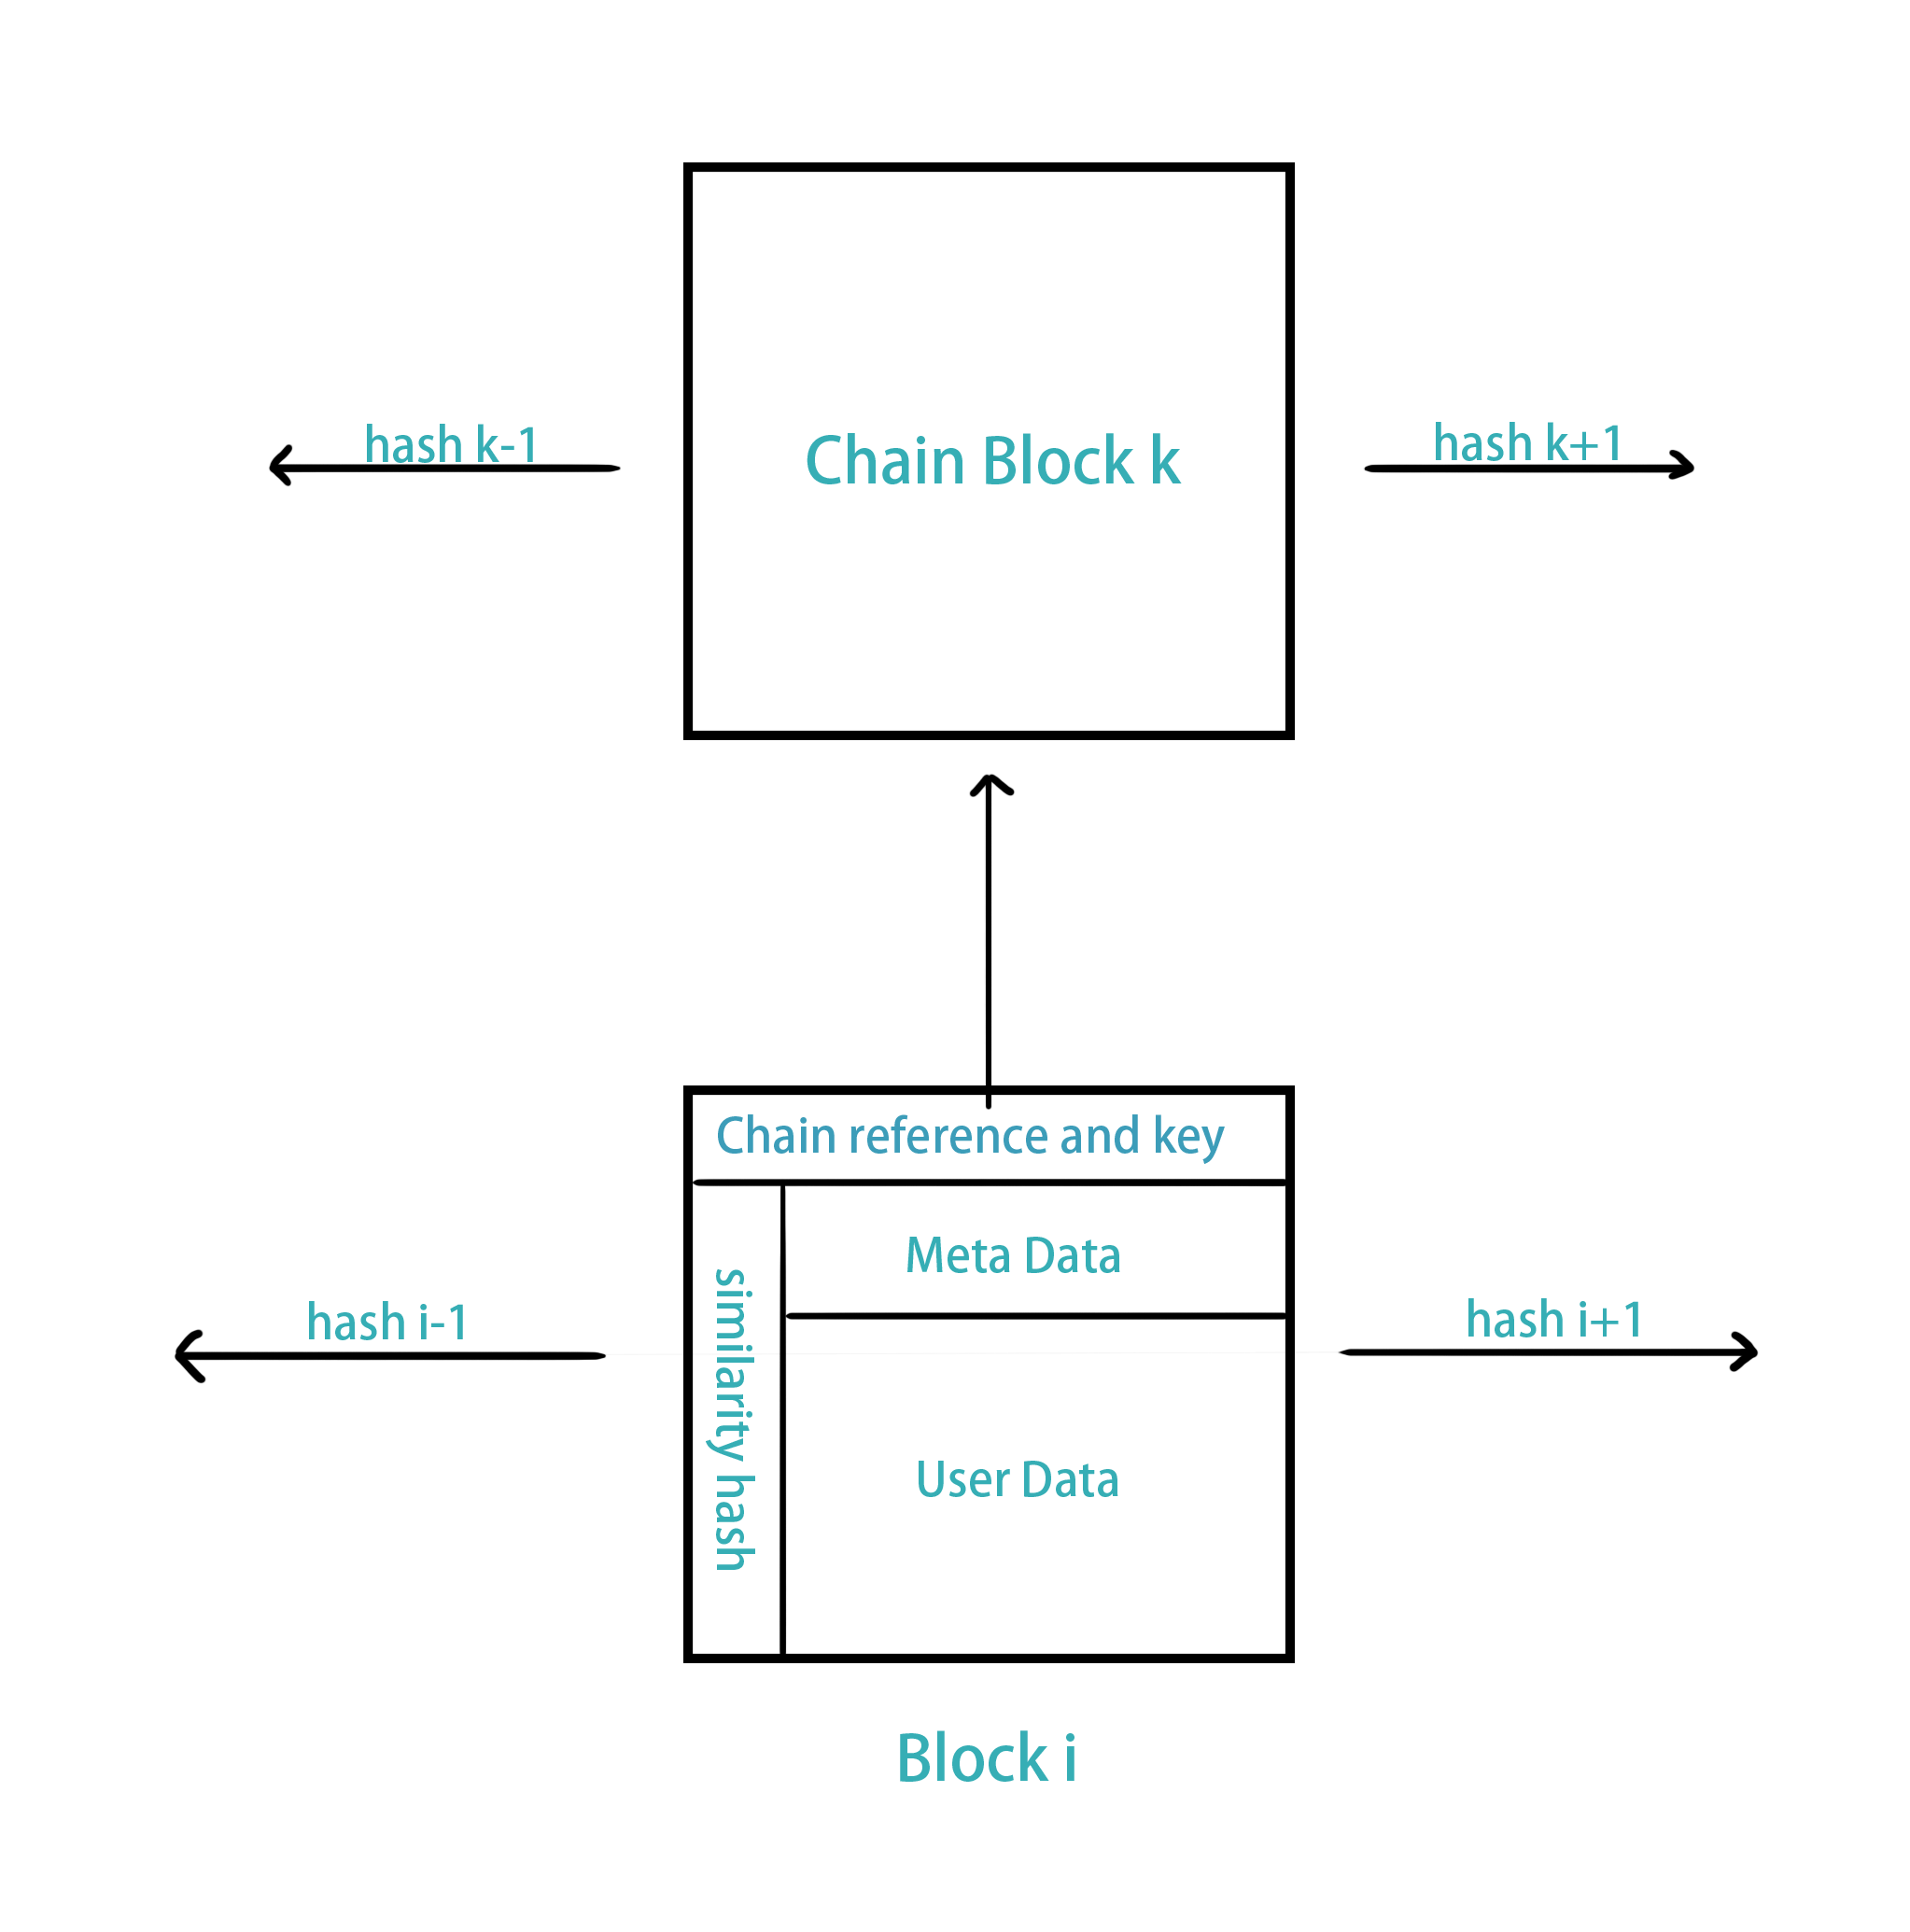 hash k-1
Chain Block k
hash k+1
Chain reference and key
Meta Data
similarity hash
hash i-1
hash i+1
User Data
Block i